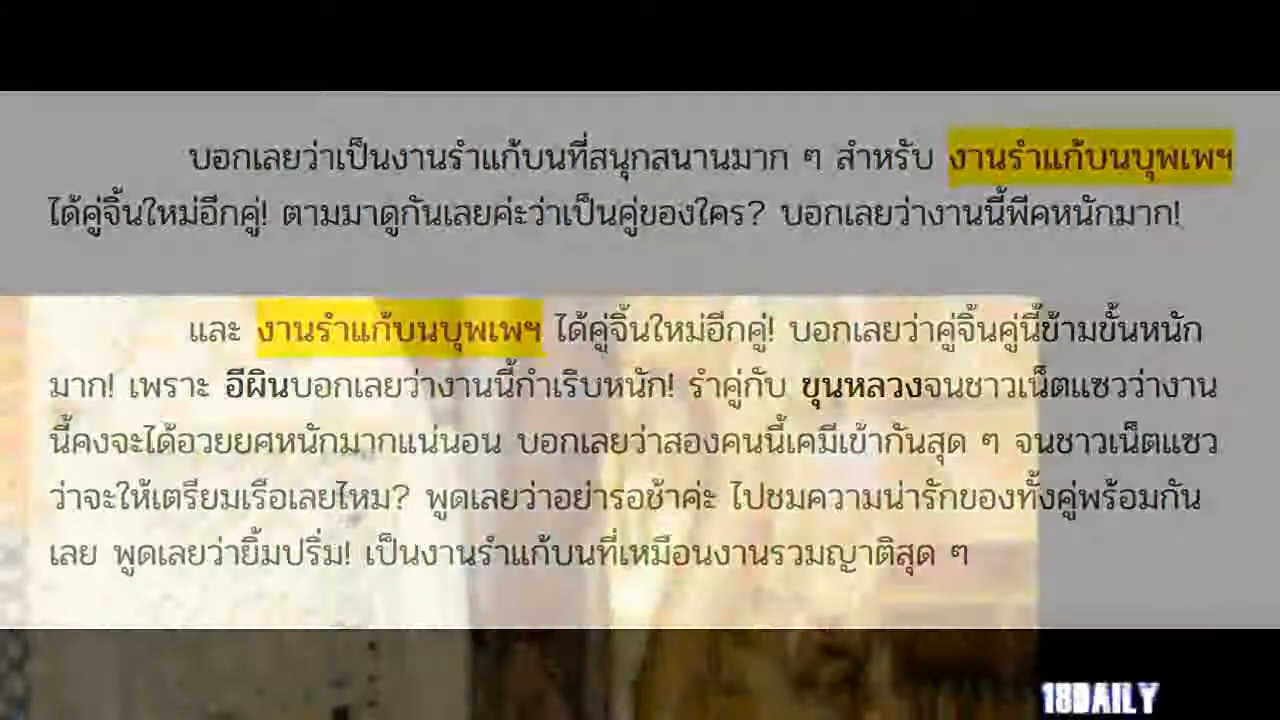 บอกเลยว่าเป็นงานรำแก้บนที่สนุกสนานมาก ๆ สำหรับ งานรำแก้บนบุพเพฯ
ได้คู่จิ้นใหม่อีกคู่! ตามมาดูกันเลยค่ะว่าเป็นคู่ของใคร? บอกเลยว่างานนี้พีคหนักมาก!
และ งานรำแก้บนบุพเพฯ ได้คู่จิ้นใหม่อีกคู่! บอกเลยว่าคู่จิ้นคู่นี้ข้ามขั้นหนัก
มาก! เพราะ อีผินบอกเลยว่างานนี้กำเริบหนัก! รำคู่กับ ขุนหลวงจนชาวเน็ตแซวว่างาน
นี้คงจะได้อวยยศหนักมากแน่นอน บอกเลยว่าสองคนนี้เคมีเข้ากันสุด ๆ จนชาวเน็ตแซว
ว่าจะให้เตรียมเรือเลยไหม? พูดเลยว่าอย่ารอช้าค่ะ ไปชมความน่ารักของทั้งคู่พร้อมกัน
เลย พูดเลยว่ายิ้มปริ่ม! เป็นงานรำแก้บนที่เหมือนงานรวมญาติสุด ๆ
18DAILY